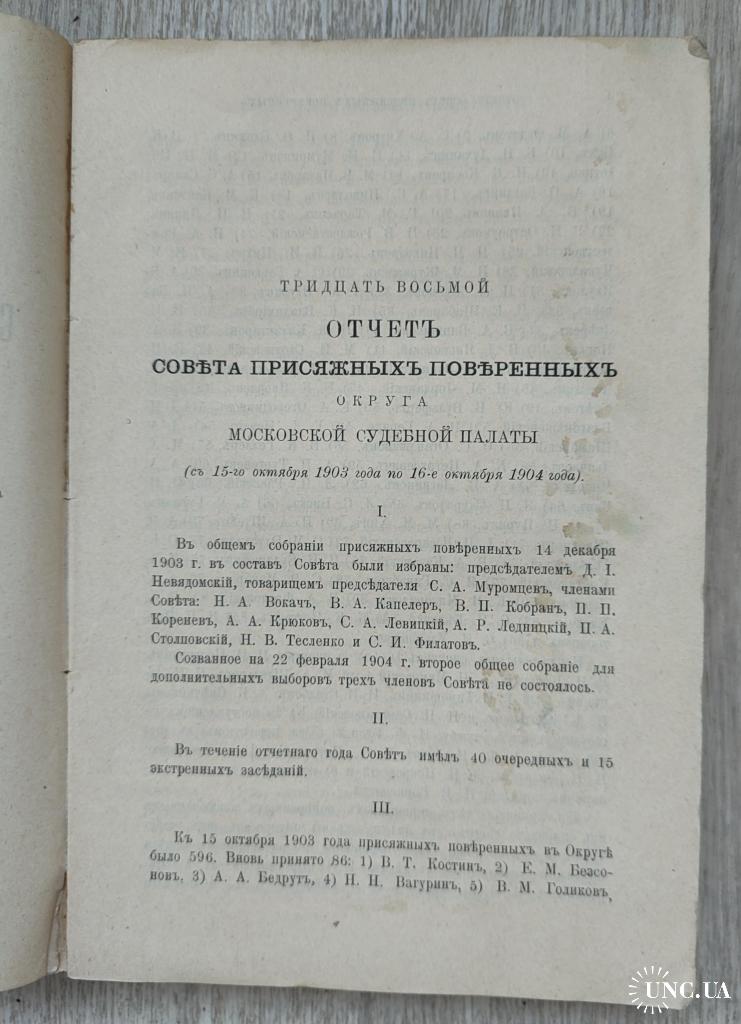 ТРИДЦАТЬ ВОСЬМОЙ
ОТЧЕТЪ
СОВѢТА ПРИСЯЖНЫХЪ ПОВѢРЕННЫХЪ
ОКРУГА
МОСКОВСКОЙ СУДЕБНОЙ ПАЛАТЫ
(съ 15-го октября 1903 года по 16-е октября 1904 года).
I.
Въ общемъ собраніи присяжныхъ повѣренныхъ 14 декабря
1903 г. въ составъ Совѣта были избраны: предсѣдателемъ Д. І.
Невядомскій, товарищемъ предсѣдателя С. А. Муромцевъ, членами
Совѣта: Н. А. Вокачъ, В. А. Капелеръ, В. П. Кобранъ, П. П.
Кореневъ, А. А. Крюковъ, С. А. Левицкій, А. Р. Ледницкій, П. А.
Столповскій, Н. В. Тесленко и С. И. Филатовъ.
Созванное на 22 февраля 1904 г. второе общее собраніе для
дополнительныхъ выборовъ трехъ членовъ Совѣта не состоялось.
II.
Въ теченіе отчетнаго года Совѣтъ имѣлъ 40 очередныхъ и 15
экстренныхъ засѣданій.
III.
Къ 15 октября 1903 года присяжныхъ повѣренныхъ въ Округѣ
было 596. Вновь принято 86: 1) В. Т. Костинъ, 2) Е. М. Безсо-
новъ, 3) А. А. Бедрутъ, 4) Н. Н. Вагуринъ, 5) В. М. Голиковъ,
UNC.UA